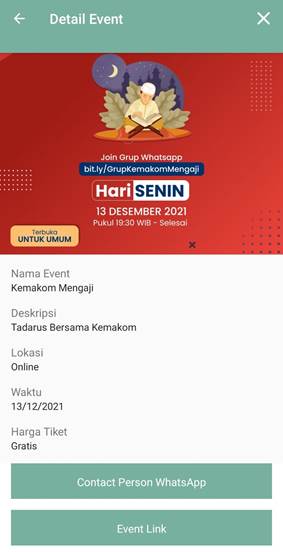 Detail Event
Join Grup Whatsapp
bit.ly/GrupKemakomMengaji
Hari SENIN
13 DESEMBER 2021
Pukul 19:30 WIB - Selesai
Terbuka
UNTUK UMUM
Nama Event
Kemakom Mengaji
Deskripsi
Tadarus Bersama Kemakom
Lokasi
Online
Waktu
13/12/2021
Harga Tiket
Gratis
Contact Person WhatsApp
Event Link